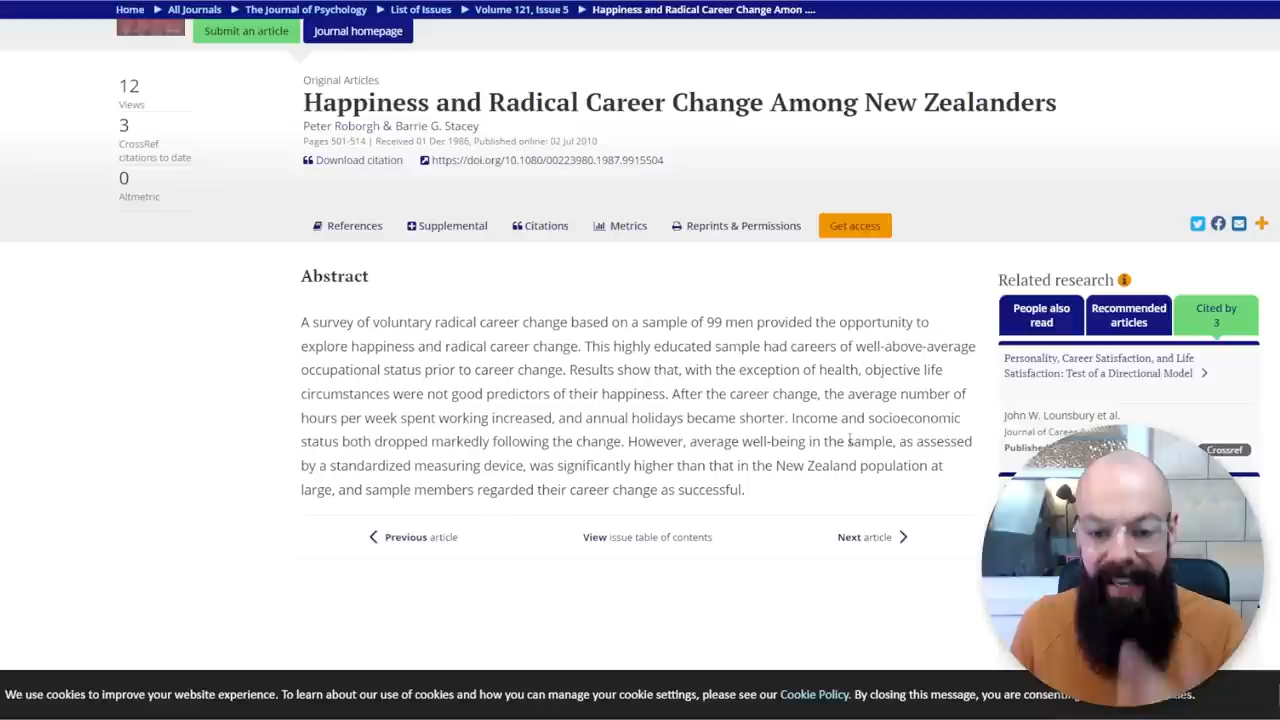 Home ▶ All Journals ▶ The Journal of Psychology ▶ List of Issues ▶ Volume 121, Issue 5 ▶ Happiness and Radical Career Change Amon ....
Submit an article
Journal homepage
12
Views
3
CrossRef
citations to date
0
Altmetric
Original Articles
Happiness and Radical Career Change Among New Zealanders
Peter Roborgh & Barrie G. Stacey
Pages 501-514 | Received 01 Dec 1986, Published online: 02 Jul 2010
Download citation https://doi.org/10.1080/00223980.1987.9915504
References Supplemental Citations Metrics Reprints & Permissions Get access
Abstract
A survey of voluntary radical career change based on a sample of 99 men provided the opportunity to
explore happiness and radical career change. This highly educated sample had careers of well-above-average
occupational status prior to career change. Results show that, with the exception of health, objective life
circumstances were not good predictors of their happiness. After the career change, the average number of
hours per week spent working increased, and annual holidays became shorter. Income and socioeconomic
status both dropped markedly following the change. However, average well-being in the sample, as assessed
by a standardized measuring device, was significantly higher than that in the New Zealand population at
large, and sample members regarded their career change as successful.
Previous article
View issue table of contents
Next article
Related research
People also
read
Recommended
articles
Cited by
3
Personality, Career Satisfaction, and Life
Satisfaction: Test of a Directional Model
John W. Lounsbury et al.
Journal of Career
Crossref
We use cookies to improve your website experience. To learn about our use of cookies and how you can manage your cookie settings, please see our Cookie Policy. By closing this message, you are